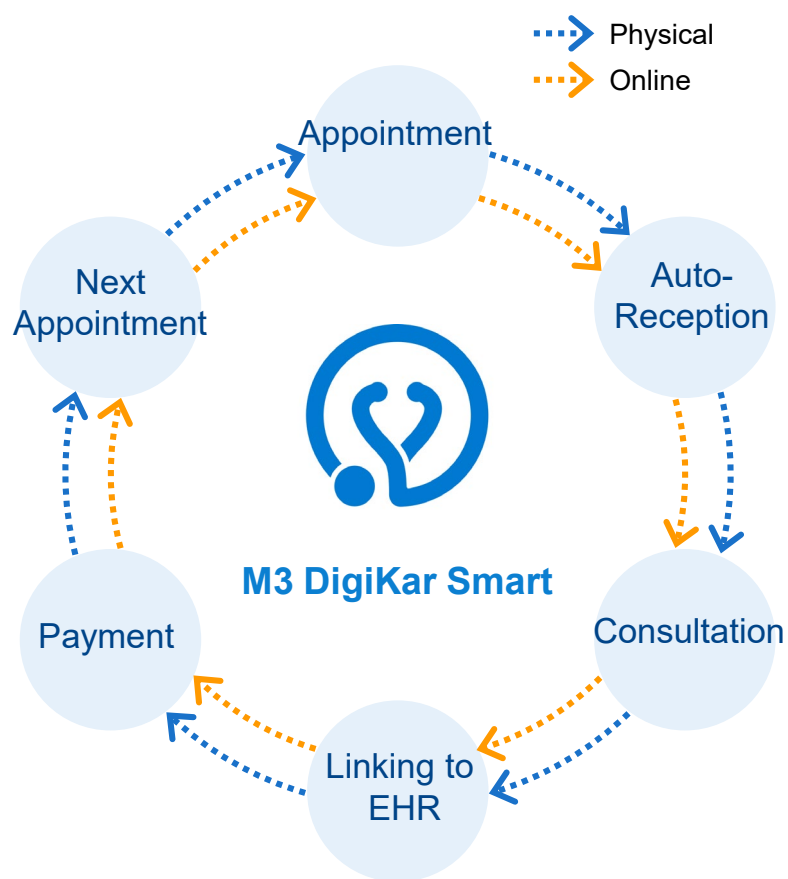 Physical
Online
Appointment
Auto-
Reception
Consultation
Linking to
EHR
Payment
Next
Appointment
M3 DigiKar Smart